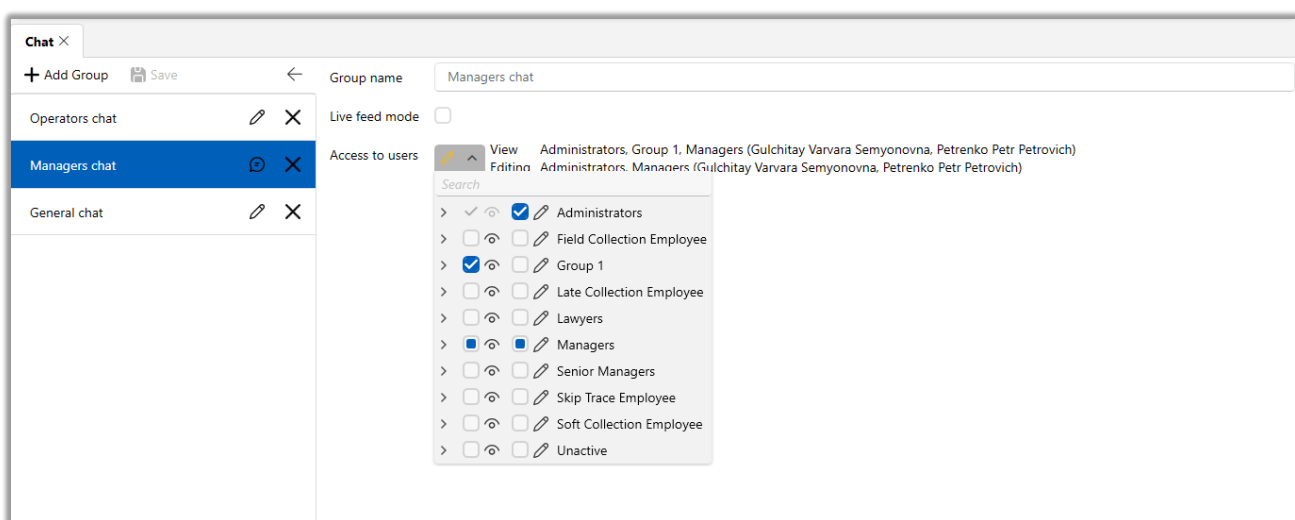 Chat
Add Group Save
Operators chat
Managers chat
General chat
Group name Managers chat
Live feed mode
Access to users
View Administrators, Group 1, Managers (Gulchitay Varvara Semyonovna, Petrenko Petr Petrovich)
Editing Administrators, Managers (Gulchitay Varvara Semyonovna, Petrenko Petr Petrovich)
Search
Administrators
Field Collection Employee
Group 1
Late Collection Employee
Lawyers
Managers
Senior Managers
Skip Trace Employee
Soft Collection Employee
Unactive